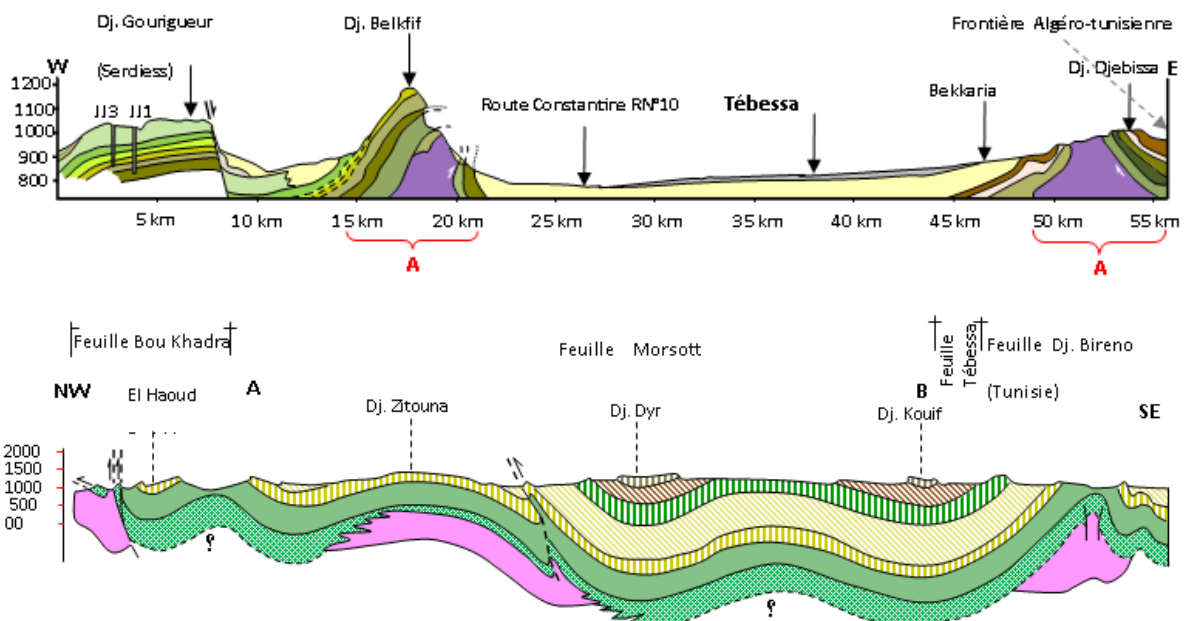 Dj. Gourigueur
Dj. Belkfif
Frontière Algéro-tunisienne
W
(Serdiess)
Dj. Djebissa E
1200
1100
1000
900
800
JJ3 JJ1
Route Constantine RN°10
Tébessa
Bekkaria
5 km
10 km
15 km
20 km
25 km
30 km
35 km
40 km
45 km
50 km
55 km
A
A
Feuille Bou Khadra
Feuille Morsott
Feuille Tébessa
Feuille Dj. Bireno
(Tunisie)
NW
El Haoud
A
Dj. Zitouna
Dj. Dyr
Dj. Kouif
B
SE
2000
1500
1000
500
00
?
?